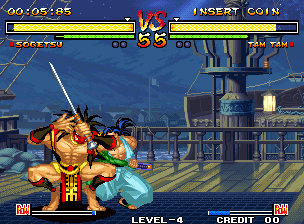 00:05:85 VS INSERT COIN
55
SOGETSU TAM TAM
LEVEL-4 CREDIT 00